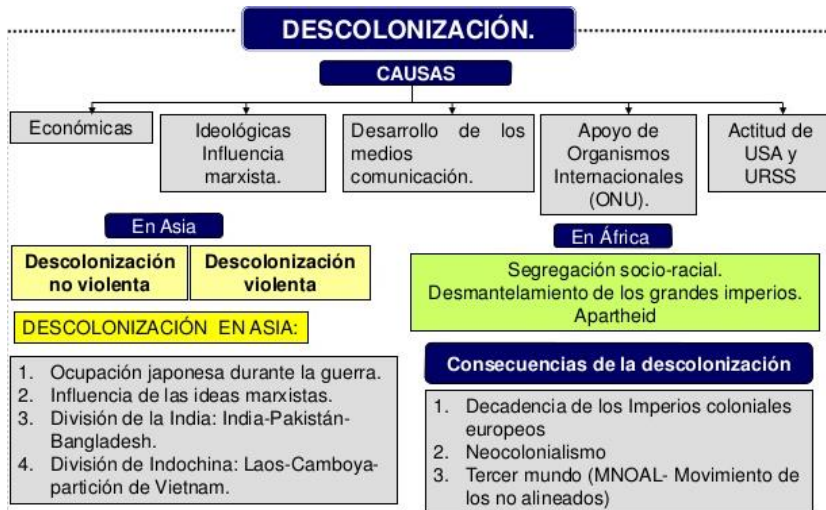 DESCOLONIZACIÓN.
CAUSAS
Económicas
Ideológicas
Influencia
marxista.
Desarrollo de los
medios
comunicación.
Apoyo de
Organismos
Internacionales
(ONU).
Actitud de
USA y
URSS
En Asia
Descolonización
no violenta
Descolonización
violenta
En África
Segregación socio-racial.
Desmantelamiento de los grandes imperios.
Apartheid
DESCOLONIZACIÓN EN ASIA:
1. Ocupación japonesa durante la guerra.
2. Influencia de las ideas marxistas.
3. División de la India: India-Pakistán-
Bangladesh.
4. División de Indochina: Laos-Camboya-
partición de Vietnam.
Consecuencias de la descolonización
1. Decadencia de los Imperios coloniales
europeos
2. Neocolonialismo
3. Tercer mundo (MNOAL- Movimiento de
los no alineados)